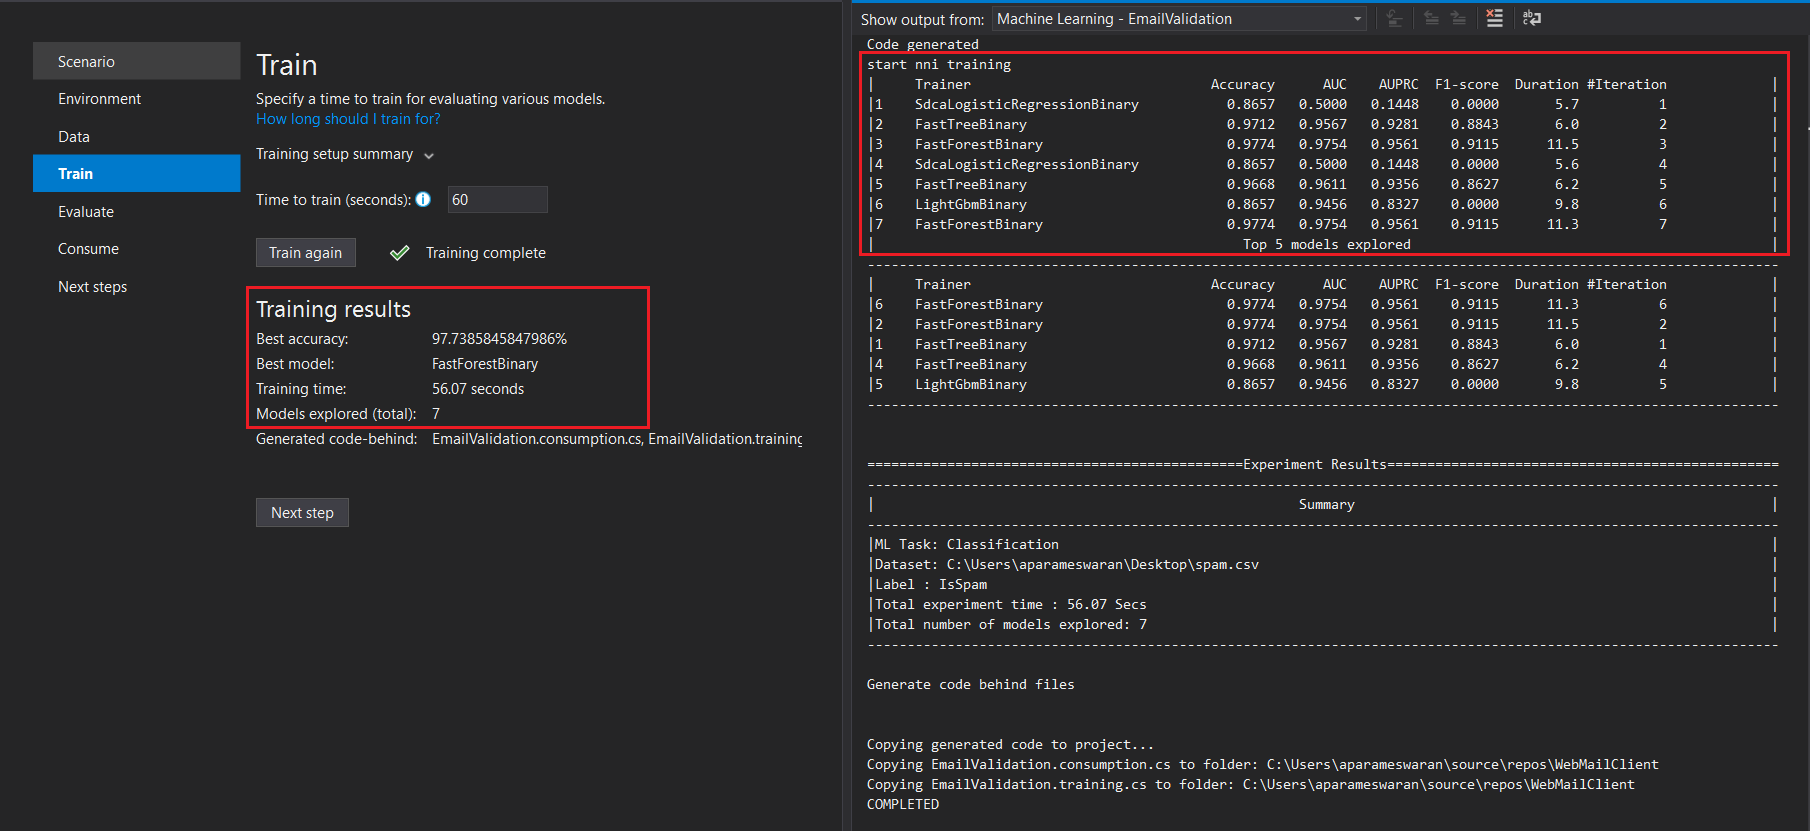 Scenario
Environment
Data
Train
Evaluate
Consume
Next steps
Train
Specify a time to train for evaluating various models.
How long should I train for?
Training setup summary
Time to train (seconds): i 60
Train again Training complete
Training results
Best accuracy: 97.7385845847986%
Best model: FastForestBinary
Training time: 56.07 seconds
Models explored (total): 7
Generated code-behind: EmailValidation.consumption.cs, EmailValidation.training
Next step
Show output from: Machine Learning - EmailValidation
Code generated
start nni training
| Trainer Accuracy AUC AUPRC F1-score Duration #Iteration |
|1 SdcaLogisticRegressionBinary 0.8657 0.5000 0.1448 0.0000 5.7 1 |
|2 FastTreeBinary 0.9712 0.9567 0.9281 0.8843 6.0 2 |
|3 FastForestBinary 0.9774 0.9754 0.9561 0.9115 11.5 3 |
|4 SdcaLogisticRegressionBinary 0.8657 0.5000 0.1448 0.0000 5.6 4 |
|5 FastTreeBinary 0.9668 0.9611 0.9356 0.8627 6.2 5 |
|6 LightGbmBinary 0.8657 0.9456 0.8327 0.0000 9.8 6 |
|7 FastForestBinary 0.9774 0.9754 0.9561 0.9115 11.3 7 |
| Top 5 models explored |
------------------------------------------------------------------------------------------------------------------
| Trainer Accuracy AUC AUPRC F1-score Duration #Iteration |
|6 FastForestBinary 0.9774 0.9754 0.9561 0.9115 11.3 6 |
|2 FastForestBinary 0.9774 0.9754 0.9561 0.9115 11.5 2 |
|1 FastTreeBinary 0.9712 0.9567 0.9281 0.8843 6.0 1 |
|4 FastTreeBinary 0.9668 0.9611 0.9356 0.8627 6.2 4 |
|5 LightGbmBinary 0.8657 0.9456 0.8327 0.0000 9.8 5 |
------------------------------------------------------------------------------------------------------------------
===============================================Experiment Results=================================================
------------------------------------------------------------------------------------------------------------------
| Summary |
------------------------------------------------------------------------------------------------------------------
|ML Task: Classification |
|Dataset: C:\Users\aparameswaran\Desktop\spam.csv |
|Label : IsSpam |
|Total experiment time : 56.07 Secs |
|Total number of models explored: 7 |
------------------------------------------------------------------------------------------------------------------
Generate code behind files
Copying generated code to project...
Copying EmailValidation.consumption.cs to folder: C:\Users\aparameswaran\source\repos\WebMailClient
Copying EmailValidation.training.cs to folder: C:\Users\aparameswaran\source\repos\WebMailClient
COMPLETED